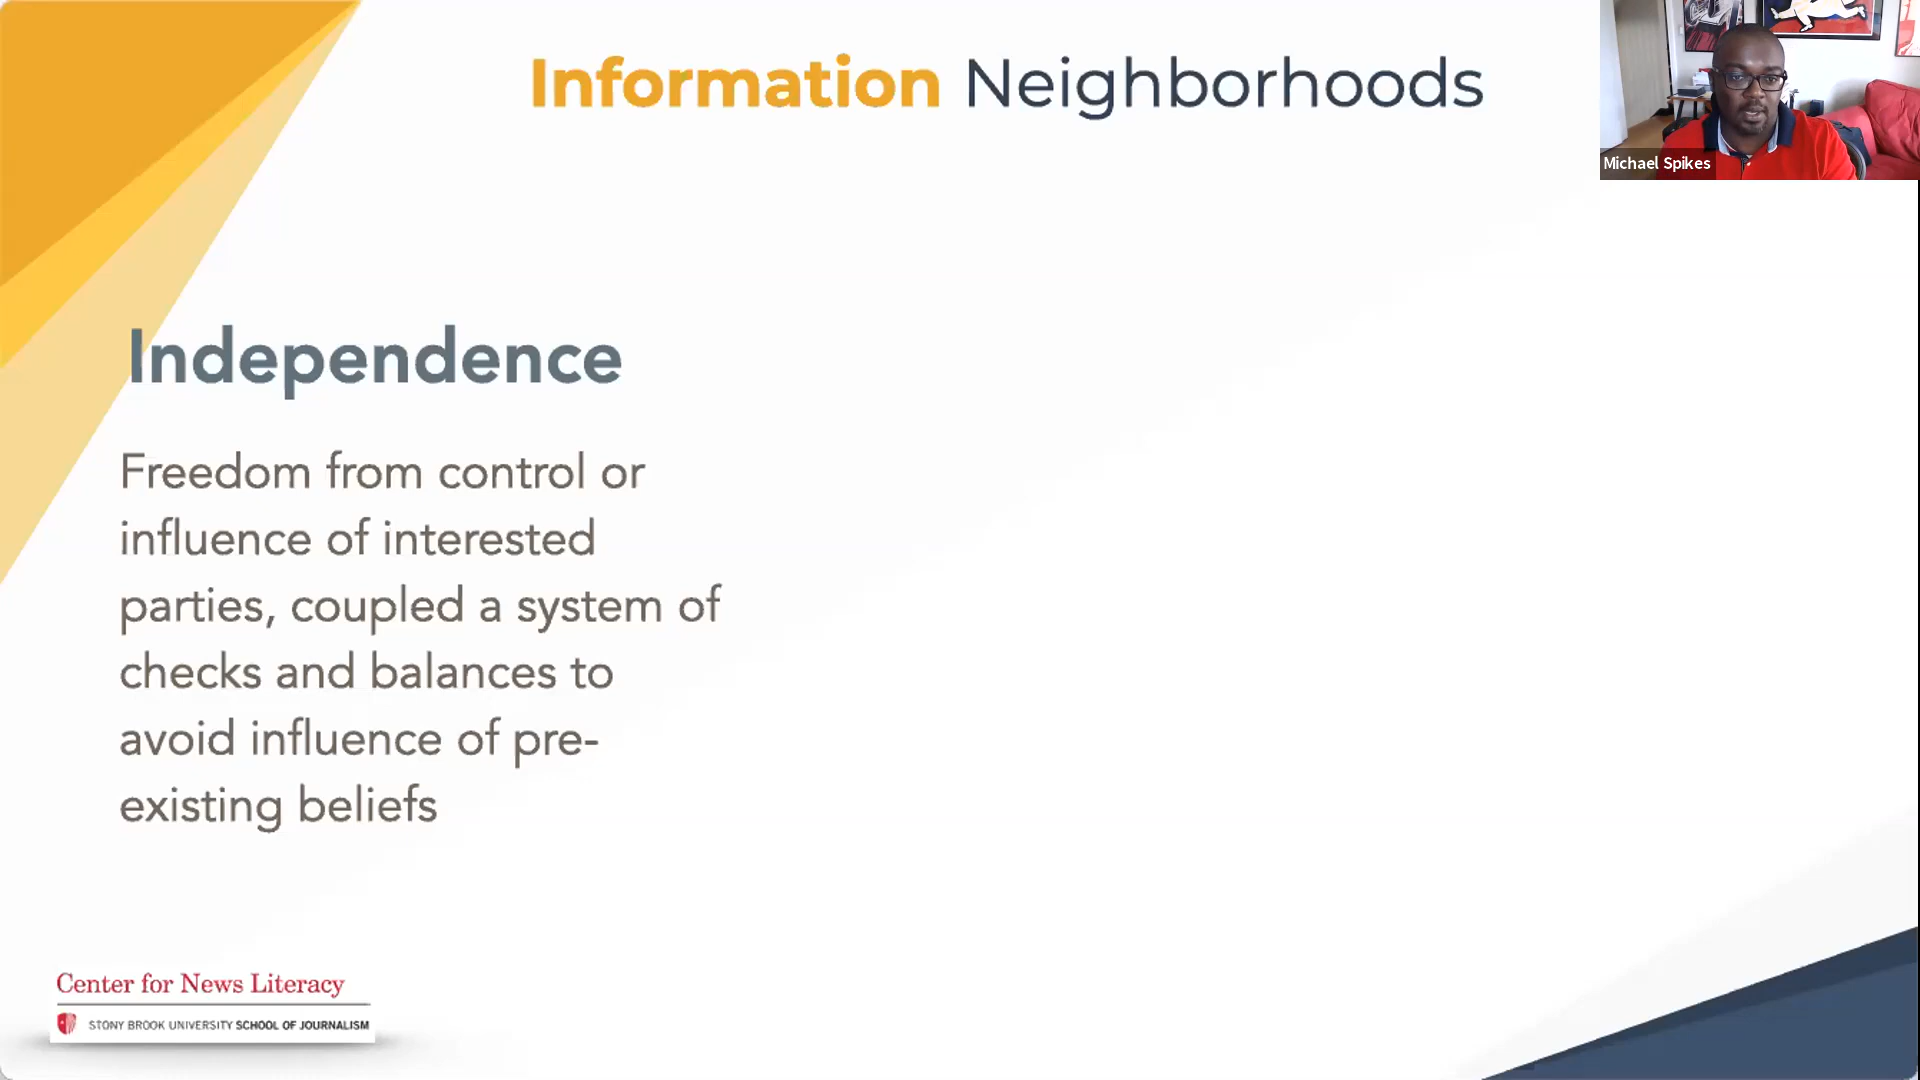 Information Neighborhoods
Michael Spikes
Independence
Freedom from control or
influence of interested
parties, coupled a system of
checks and balances to
avoid influence of pre-
existing beliefs
Center for News Literacy
STONY BROOK UNIVERSITY SCHOOL OF JOURNALISM